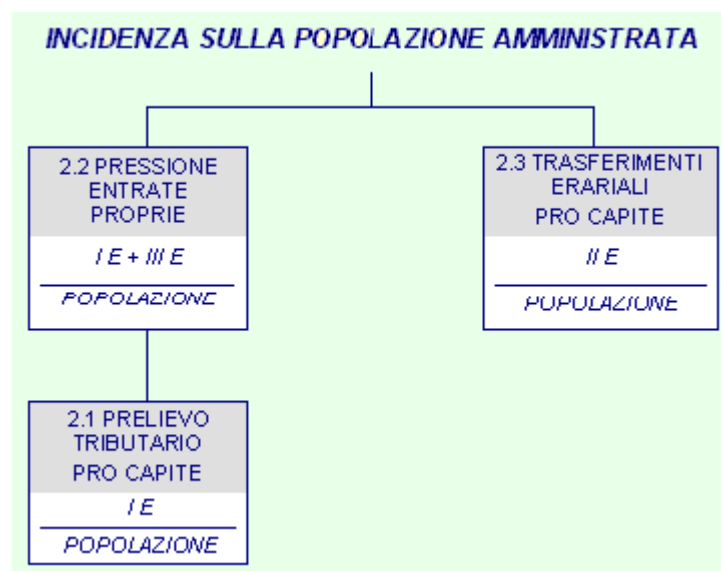 INCIDENZA SULLA POPOLAZIONE AMMINISTRATA
2.2 PRESSIONE
ENTRATE
PROPRIE
I E + III E
POPOLAZIONE
2.3 TRASFERIMENTI
ERARIALI
PRO CAPITE
II E
POPOLAZIONE
2.1 PRELIEVO
TRIBUTARIO
PRO CAPITE
I E
POPOLAZIONE